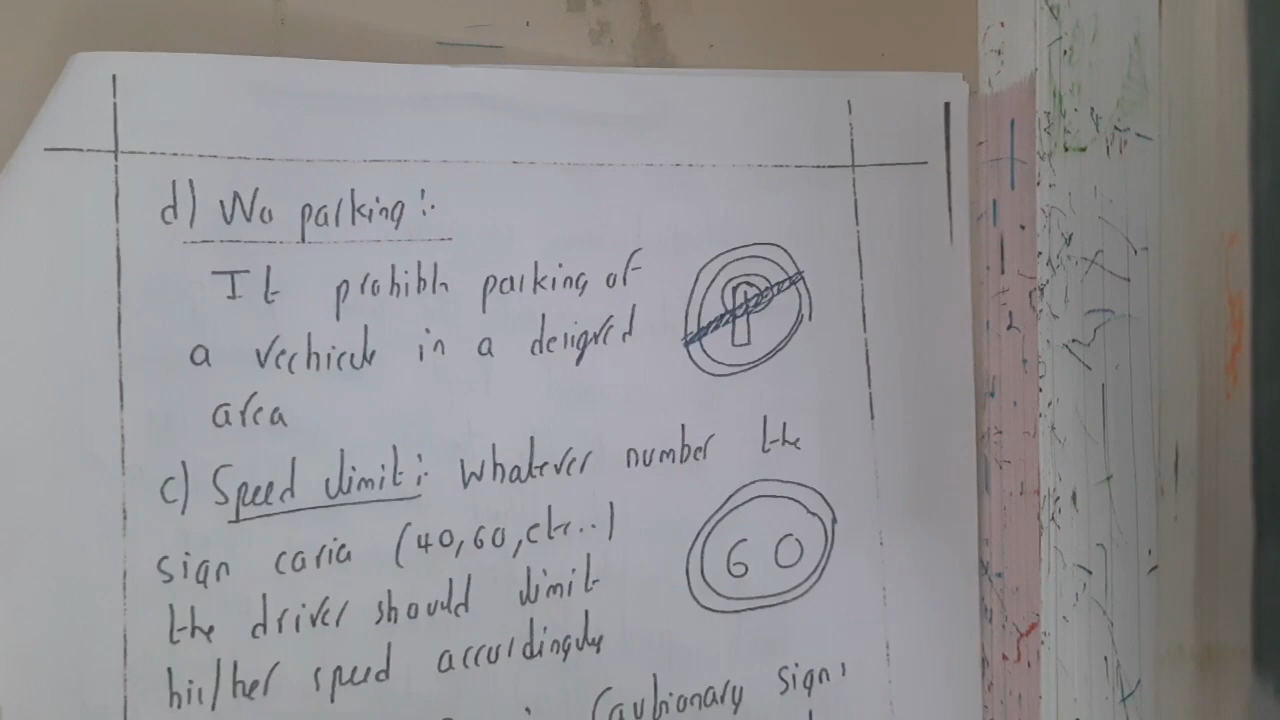 d) No parking :-
It prohibit parking of
a vechicle in a desigred
area
P
c) Speed limit :- Whatever number the
sign caria (40,60,etc..)
60
the driver should limit
his/her speed accordingly
Cautionary sign: